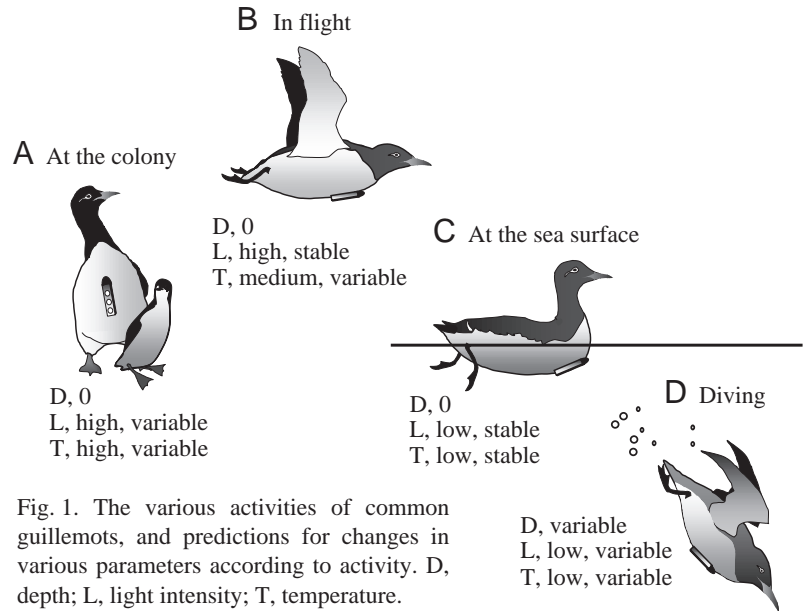 A At the colony
D, 0
L, high, variable
T, high, variable
B In flight
D, 0
L, high, stable
T, medium, variable
C At the sea surface
D, 0
L, low, stable
T, low, stable
D Diving
D, variable
L, low, variable
T, low, variable
Fig. 1. The various activities of common
guillemots, and predictions for changes in
various parameters according to activity. D,
depth; L, light intensity; T, temperature.